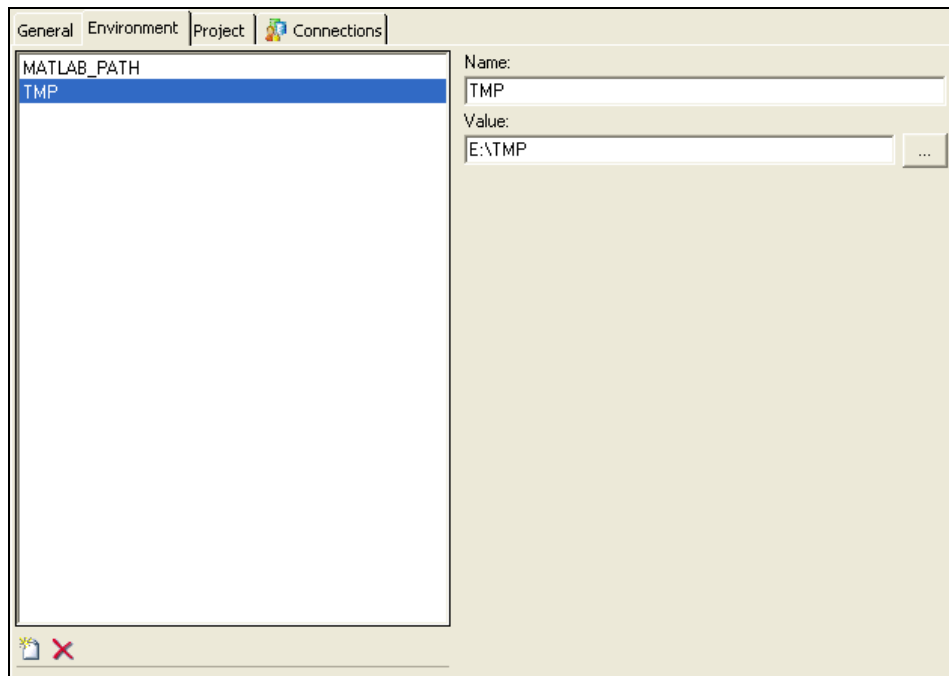 General Environment Project Connections
MATLAB_PATH
TMP
Name:
TMP
Value:
E:\TMP
...